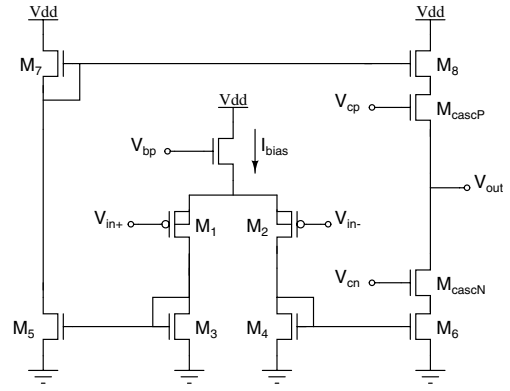 Vdd
Vdd
M7
M8
Vcp
McascP
Vdd
Vbp
Ibias
Vout
Vin+
M1
M2
Vin-
Vcn
McascN
M5
M3
M4
M6